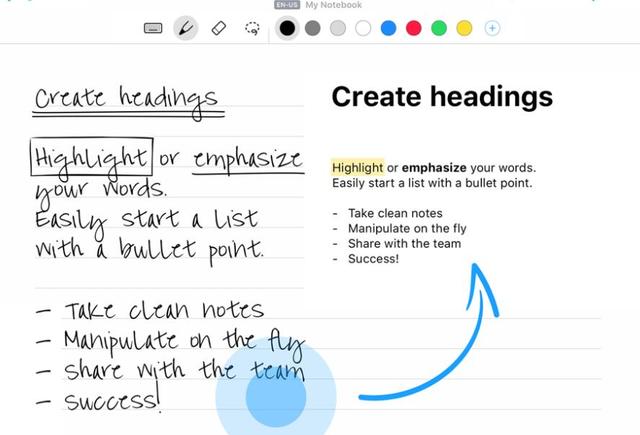 EN-US My Notebook
Create headings
Highlight or emphasize
your words.
Easily start a list
with a bullet point.
- Take clean notes
- Manipulate on the fly
- Share with the team
- Success!
Create headings
Highlight or emphasize your words.
Easily start a list with a bullet point.
- Take clean notes
- Manipulate on the fly
- Share with the team
- Success!